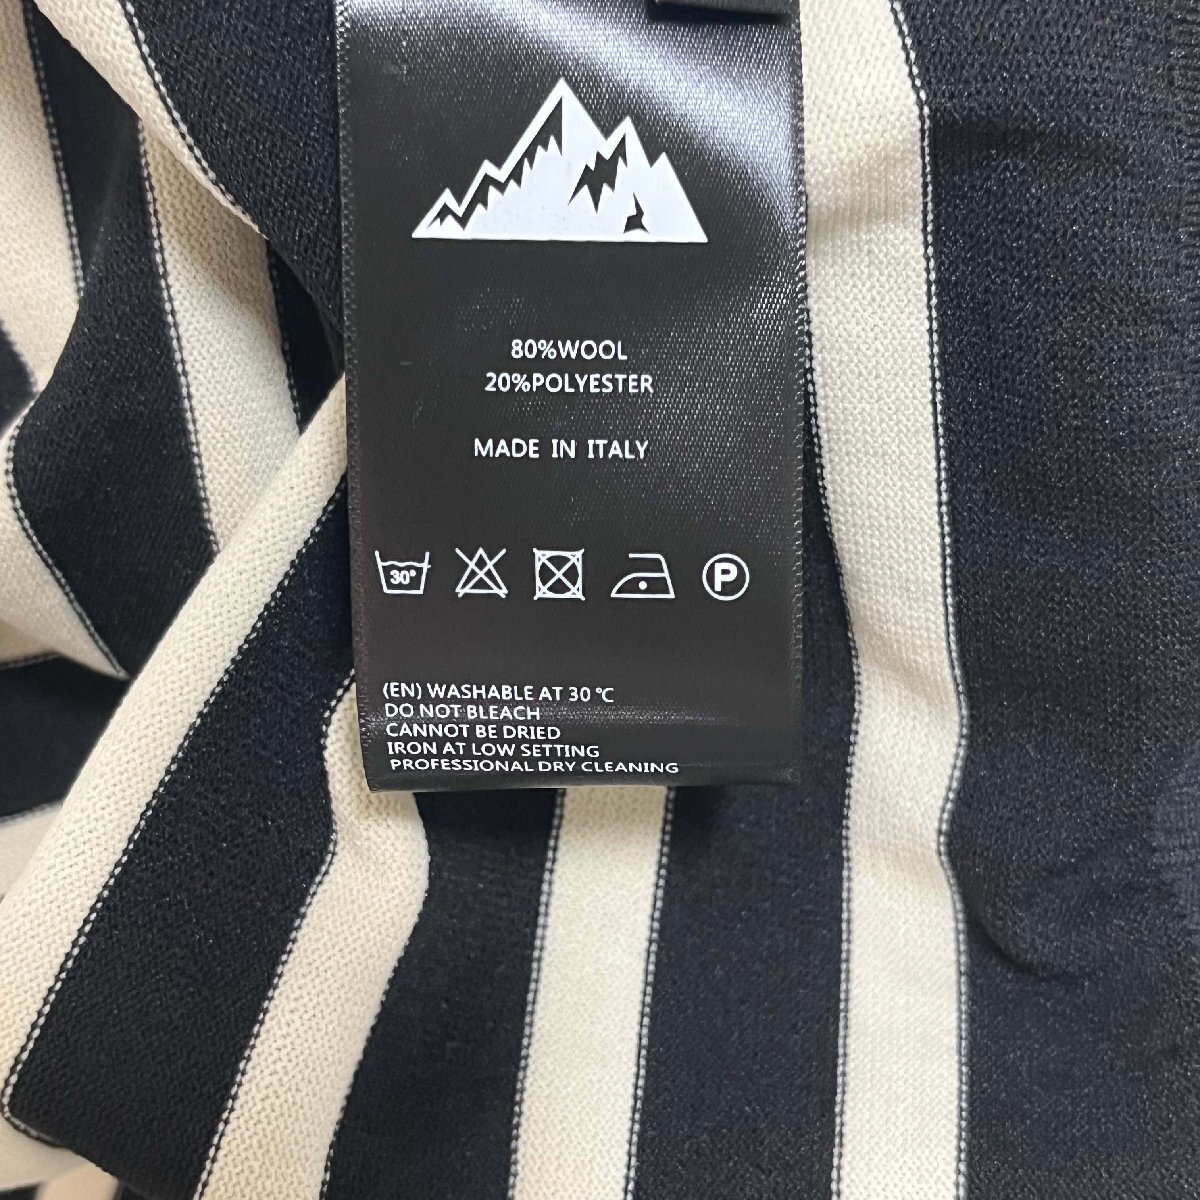 80%WOOL
20%POLYESTER
MADE IN ITALY
30°
P
(EN) WASHABLE AT 30 ℃
DO NOT BLEACH
CANNOT BE DRIED
IRON AT LOW SETTING
PROFESSIONAL DRY CLEANING